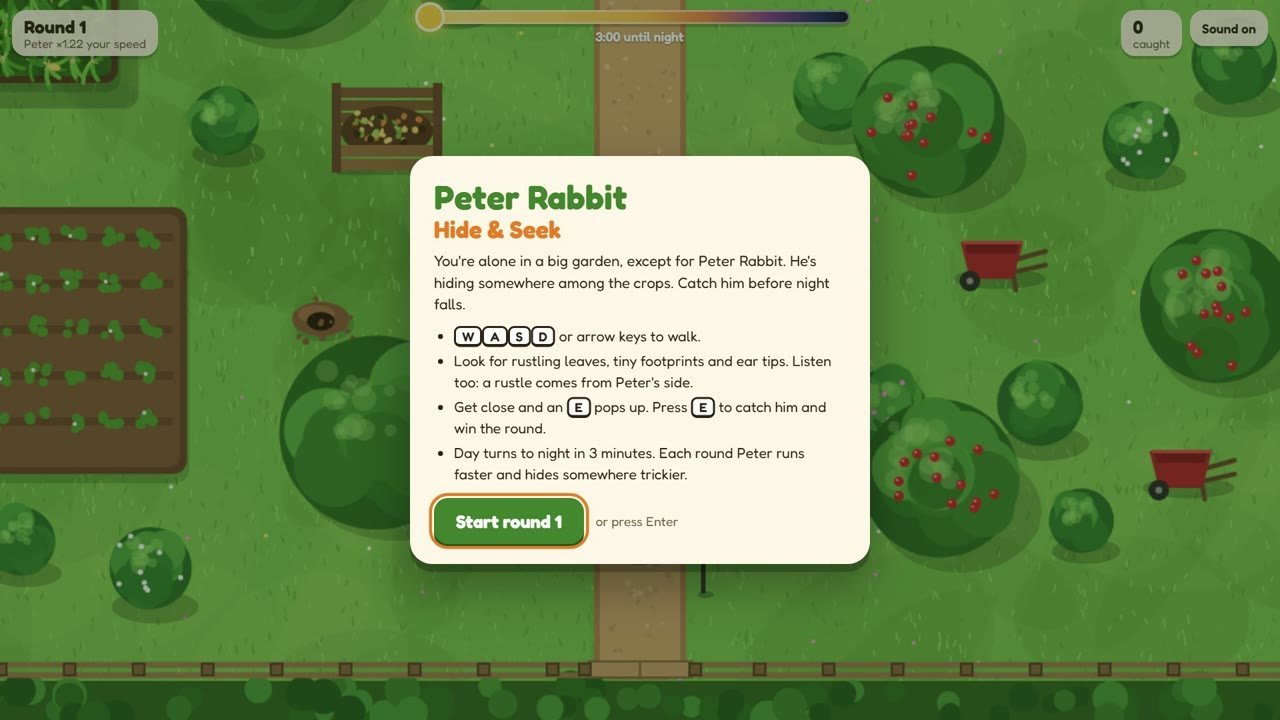 Round 1
Peter ×1.22 your speed
3:00 until night
0
caught
Sound on
Peter Rabbit
Hide & Seek
You're alone in a big garden, except for Peter Rabbit. He's
hiding somewhere among the crops. Catch him before night
falls.
W A S D or arrow keys to walk.
Look for rustling leaves, tiny footprints and ear tips. Listen
too: a rustle comes from Peter's side.
Get close and an E pops up. Press E to catch him and
win the round.
Day turns to night in 3 minutes. Each round Peter runs
faster and hides somewhere trickier.
Start round 1
or press Enter